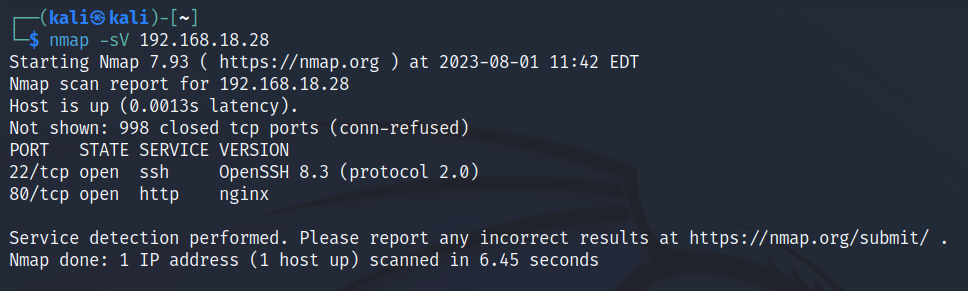 ┌──(kali㉿kali)-[~]
└─$ nmap -sV 192.168.18.28
Starting Nmap 7.93 ( https://nmap.org ) at 2023-08-01 11:42 EDT
Nmap scan report for 192.168.18.28
Host is up (0.0013s latency).
Not shown: 998 closed tcp ports (conn-refused)
PORT   STATE SERVICE VERSION
22/tcp open  ssh     OpenSSH 8.3 (protocol 2.0)
80/tcp open  http    nginx

Service detection performed. Please report any incorrect results at https://nmap.org/submit/ .
Nmap done: 1 IP address (1 host up) scanned in 6.45 seconds